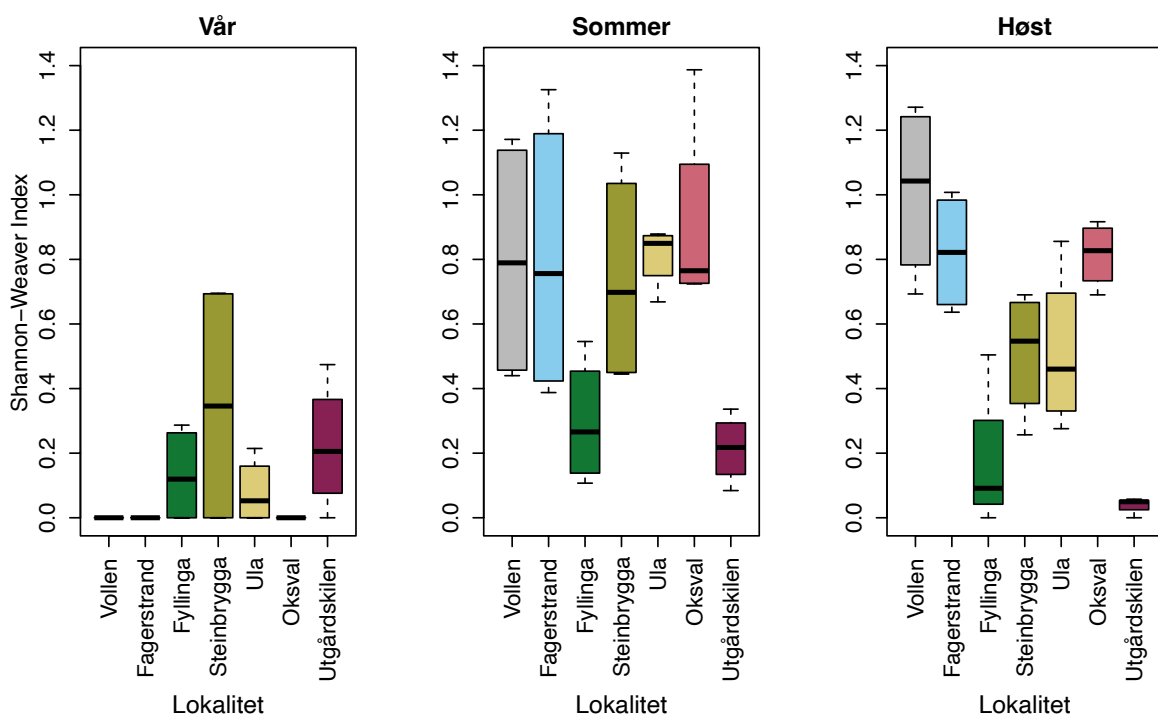 Vår
Sommer
Høst
Shannon−Weaver Index
0.0
0.2
0.4
0.6
0.8
1.0
1.2
1.4
Vollen
Fagerstrand
Fyllinga
Steinbrygga
Ula
Oksval
Utgårdskilen
Lokalitet
0.0
0.2
0.4
0.6
0.8
1.0
1.2
1.4
Vollen
Fagerstrand
Fyllinga
Steinbrygga
Ula
Oksval
Utgårdskilen
Lokalitet
0.0
0.2
0.4
0.6
0.8
1.0
1.2
1.4
Vollen
Fagerstrand
Fyllinga
Steinbrygga
Ula
Oksval
Utgårdskilen
Lokalitet